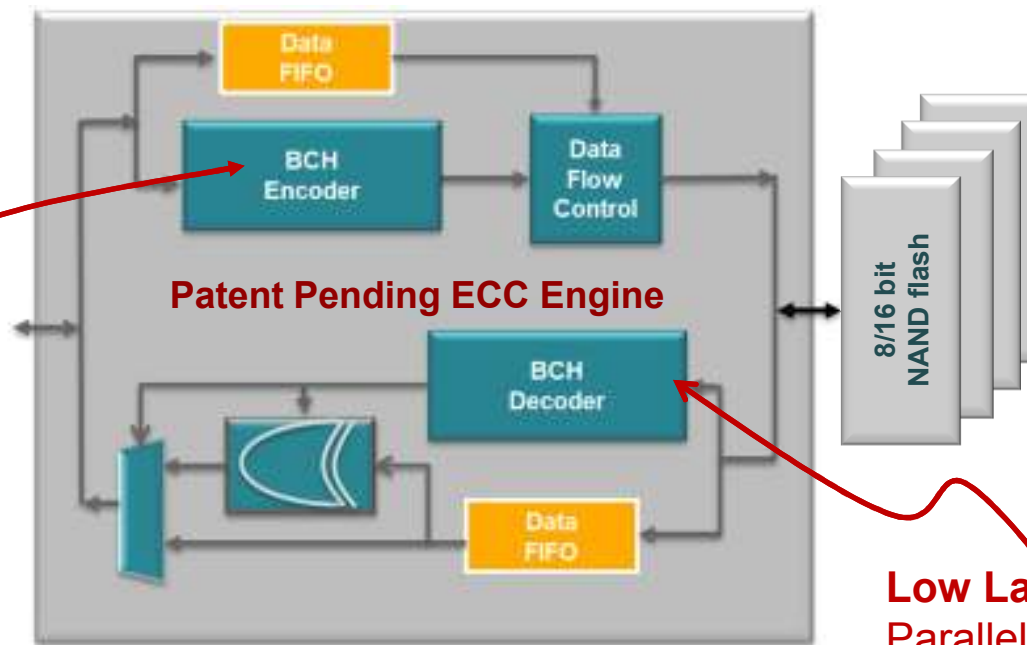 Data
FIFO
BCH
Encoder
Data
Flow
Control
Patent Pending ECC Engine
8/16 bit
NAND flash
BCH
Decoder
Data
FIFO
Low
Parallel